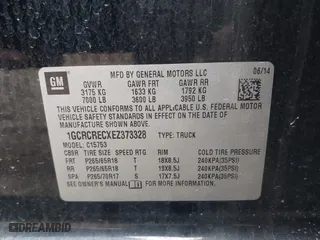 GM
MFD BY GENERAL MOTORS LLC
06/14
GVWR GAWR FRT GAWR RR
3175 KG 1633 KG 1792 KG
7000 LB 3600 LB 3950 LB
THIS VEHICLE CONFORMS TO ALL APPLICABLE U.S. FEDERAL MOTOR
VEHICLE SAFETY STANDARDS IN EFFECT ON THE DATE OF
MANUFACTURE SHOWN ABOVE.
1GCRCRECXEZ373328 TYPE: TRUCK
MODEL: C15753
TIRE SIZE SPEED RTG RIM COLD TIRE PRESSURE
FRT P265/65R18 T 18X8.5J 240KPA(35PSI)
RR P265/65R18 T 18X8.5J 240KPA(35PSI)
SPA P265/70R17 S 17X7.5J 240KPA(35PSI)
SEE OWNER'S MANUAL FOR MORE INFORMATION.